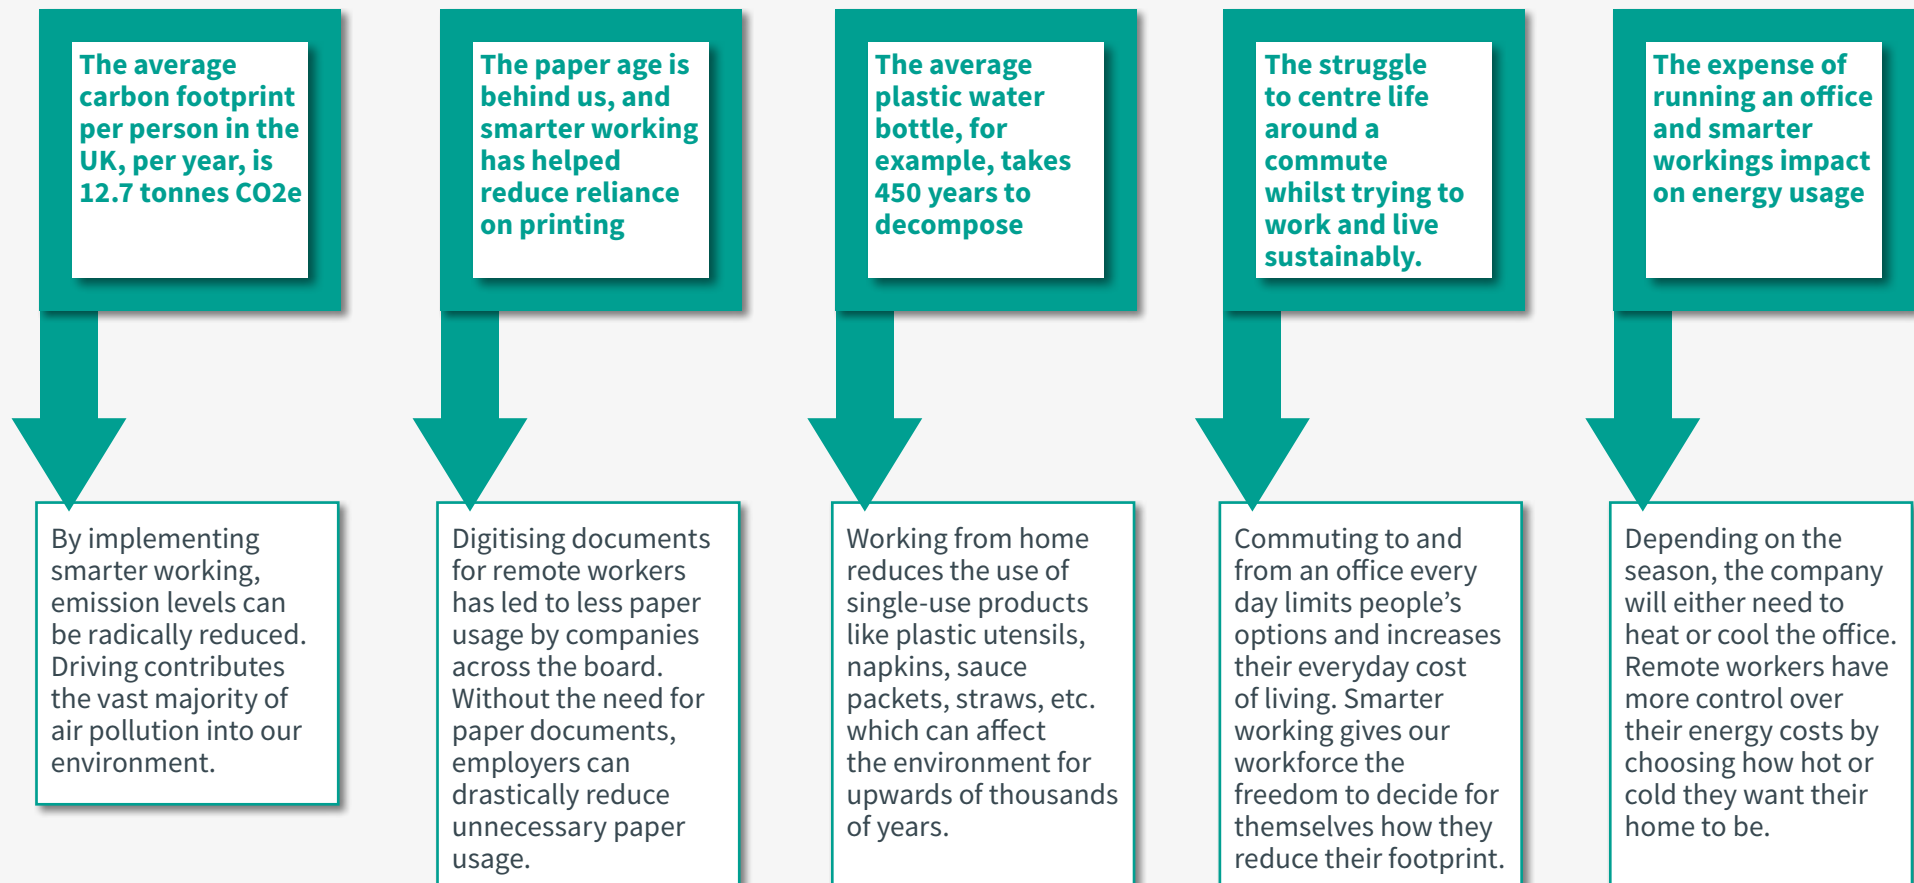 The average
carbon footprint
per person in the
UK, per year, is
12.7 tonnes CO2e
By implementing
smarter working,
emission levels can
be radically reduced.
Driving contributes
the vast majority of
air pollution into our
environment.
The paper age is
behind us, and
smarter working
has helped
reduce reliance
on printing
Digitising documents
for remote workers
has led to less paper
usage by companies
across the board.
Without the need for
paper documents,
employers can
drastically reduce
unnecessary paper
usage.
The average
plastic water
bottle, for
example, takes
450 years to
decompose
Working from home
reduces the use of
single-use products
like plastic utensils,
napkins, sauce
packets, straws, etc.
which can affect
the environment for
upwards of thousands
of years.
The struggle
to centre life
around a
commute
whilst trying to
work and live
sustainably.
Commuting to and
from an office every
day limits people’s
options and increases
their everyday cost
of living. Smarter
working gives our
workforce the
freedom to decide for
themselves how they
reduce their footprint.
The expense of
running an office
and smarter
workings impact
on energy usage
Depending on the
season, the company
will either need to
heat or cool the office.
Remote workers have
more control over
their energy costs by
choosing how hot or
cold they want their
home to be.